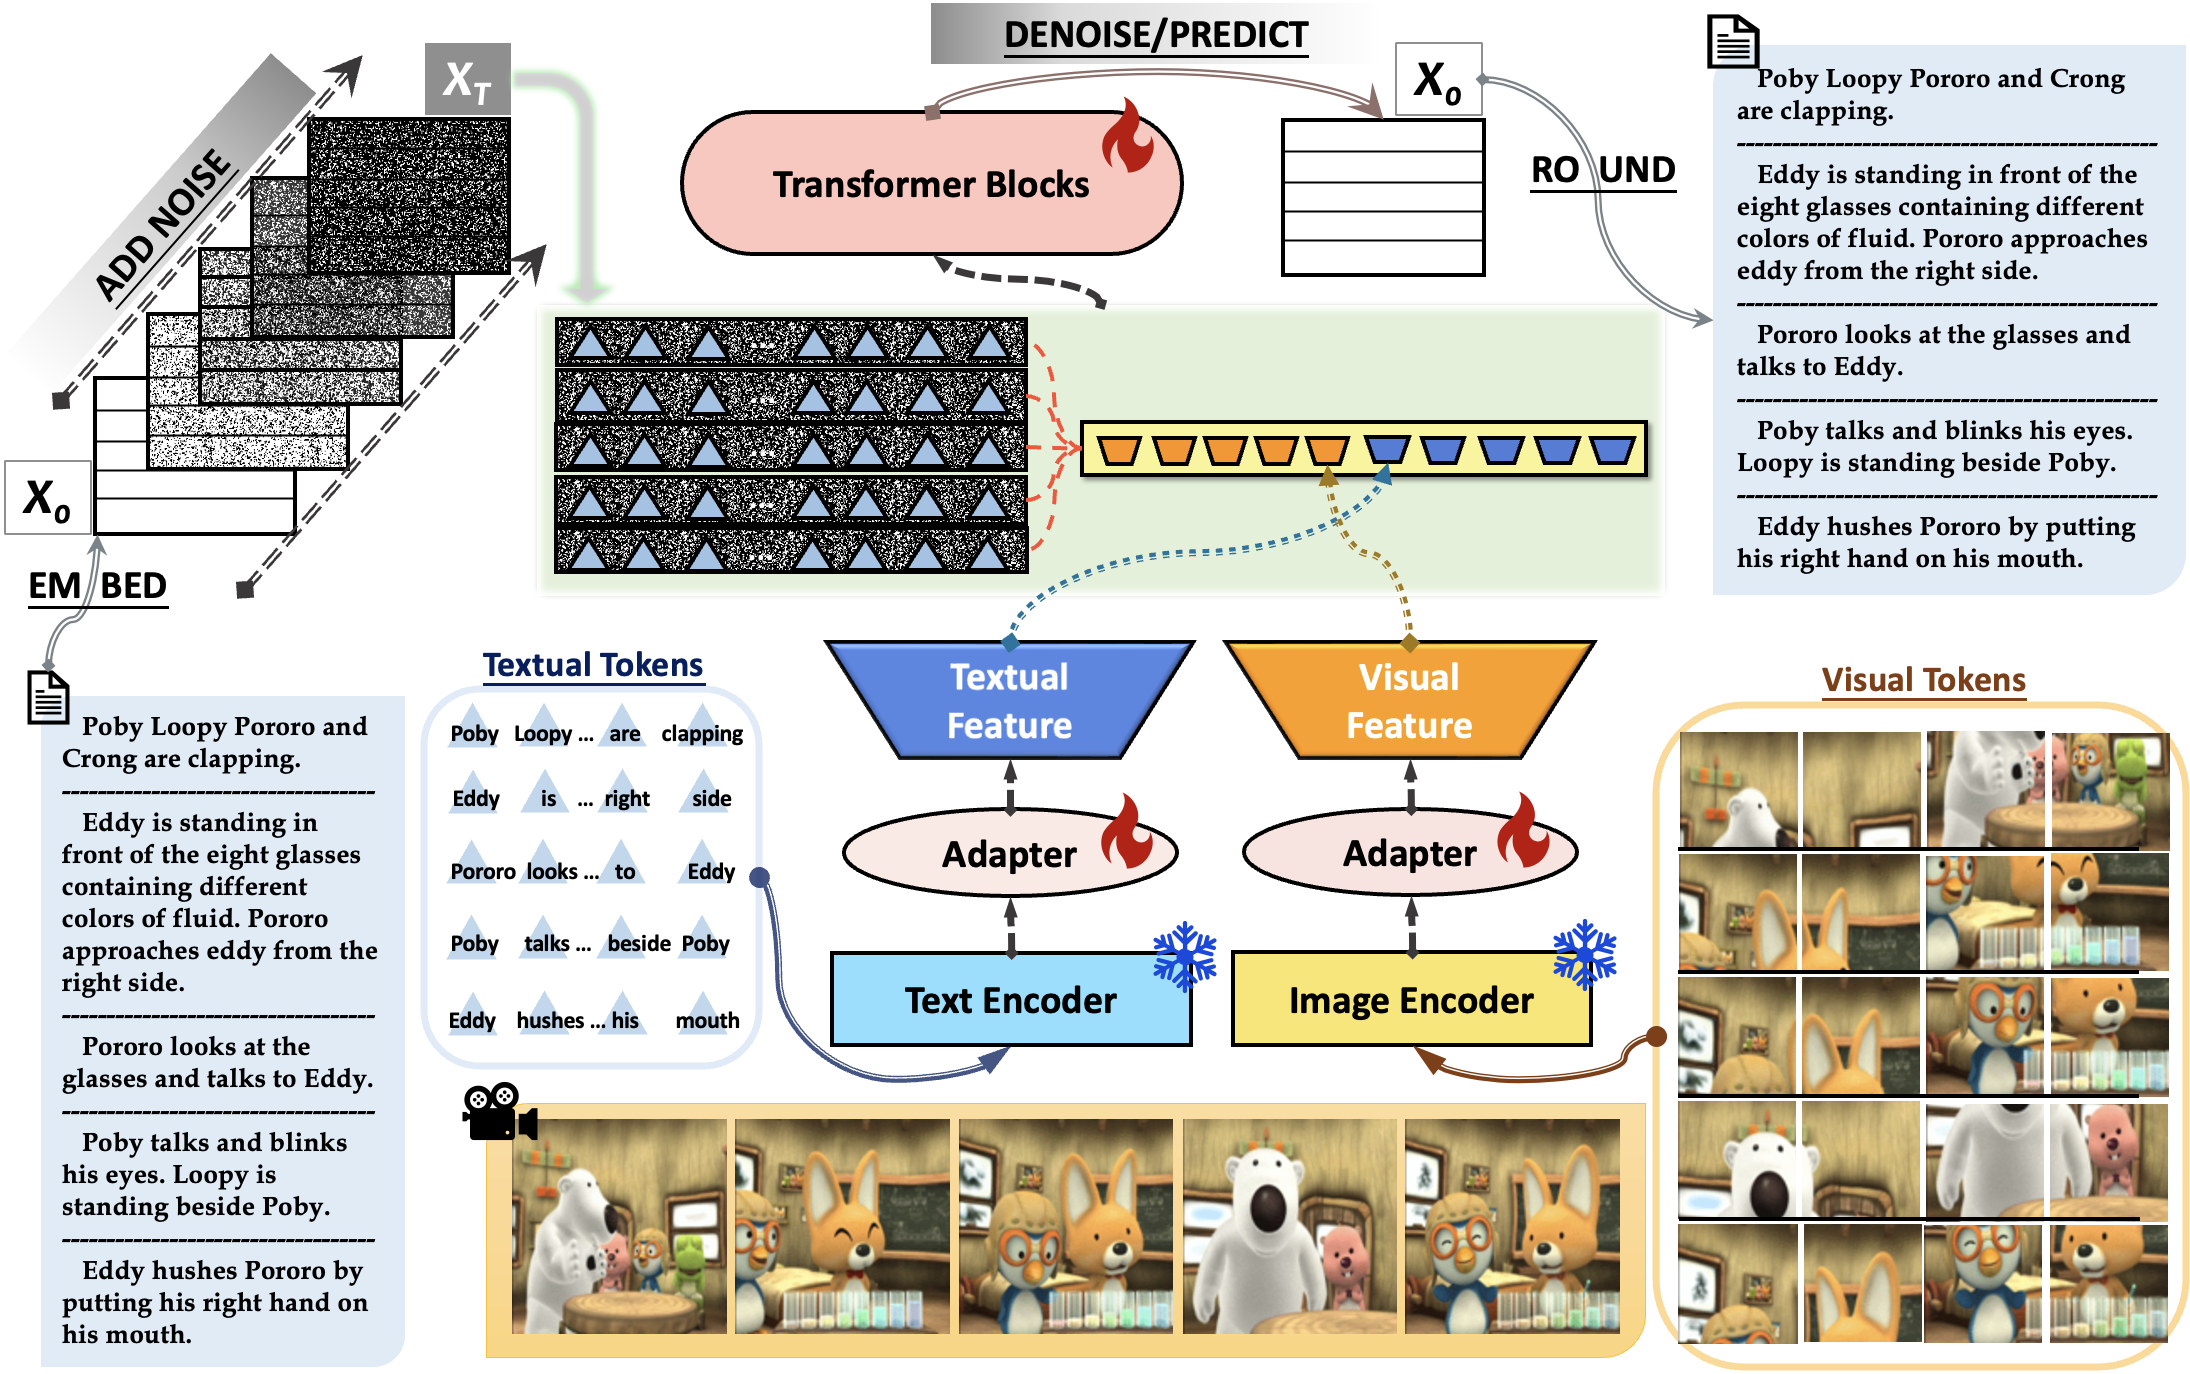 DENOISE/PREDICT
X_T
X_0
ADD NOISE
Transformer Blocks
RO UND
Poby Loopy Pororo and Crong
are clapping.
Eddy is standing in front of the
eight glasses containing different
colors of fluid. Pororo approaches
eddy from the right side.
Pororo looks at the glasses and
talks to Eddy.
Poby talks and blinks his eyes.
Loopy is standing beside Poby.
Eddy hushes Pororo by putting
his right hand on his mouth.
...
...
...
...
...
X_0
EM BED
Poby Loopy Pororo and
Crong are clapping.
Eddy is standing in
front of the eight glasses
containing different
colors of fluid. Pororo
approaches eddy from the
right side.
Pororo looks at the
glasses and talks to Eddy.
Poby talks and blinks
his eyes. Loopy is
standing beside Poby.
Eddy hushes Pororo by
putting his right hand on
his mouth.
Textual Tokens
Poby Loopy ... are clapping
Eddy is ... right side
Pororo looks ... to Eddy
Poby talks ... beside Poby
Eddy hushes ... his mouth
Textual
Feature
Visual
Feature
Adapter
Adapter
Text Encoder
Image Encoder
Visual Tokens